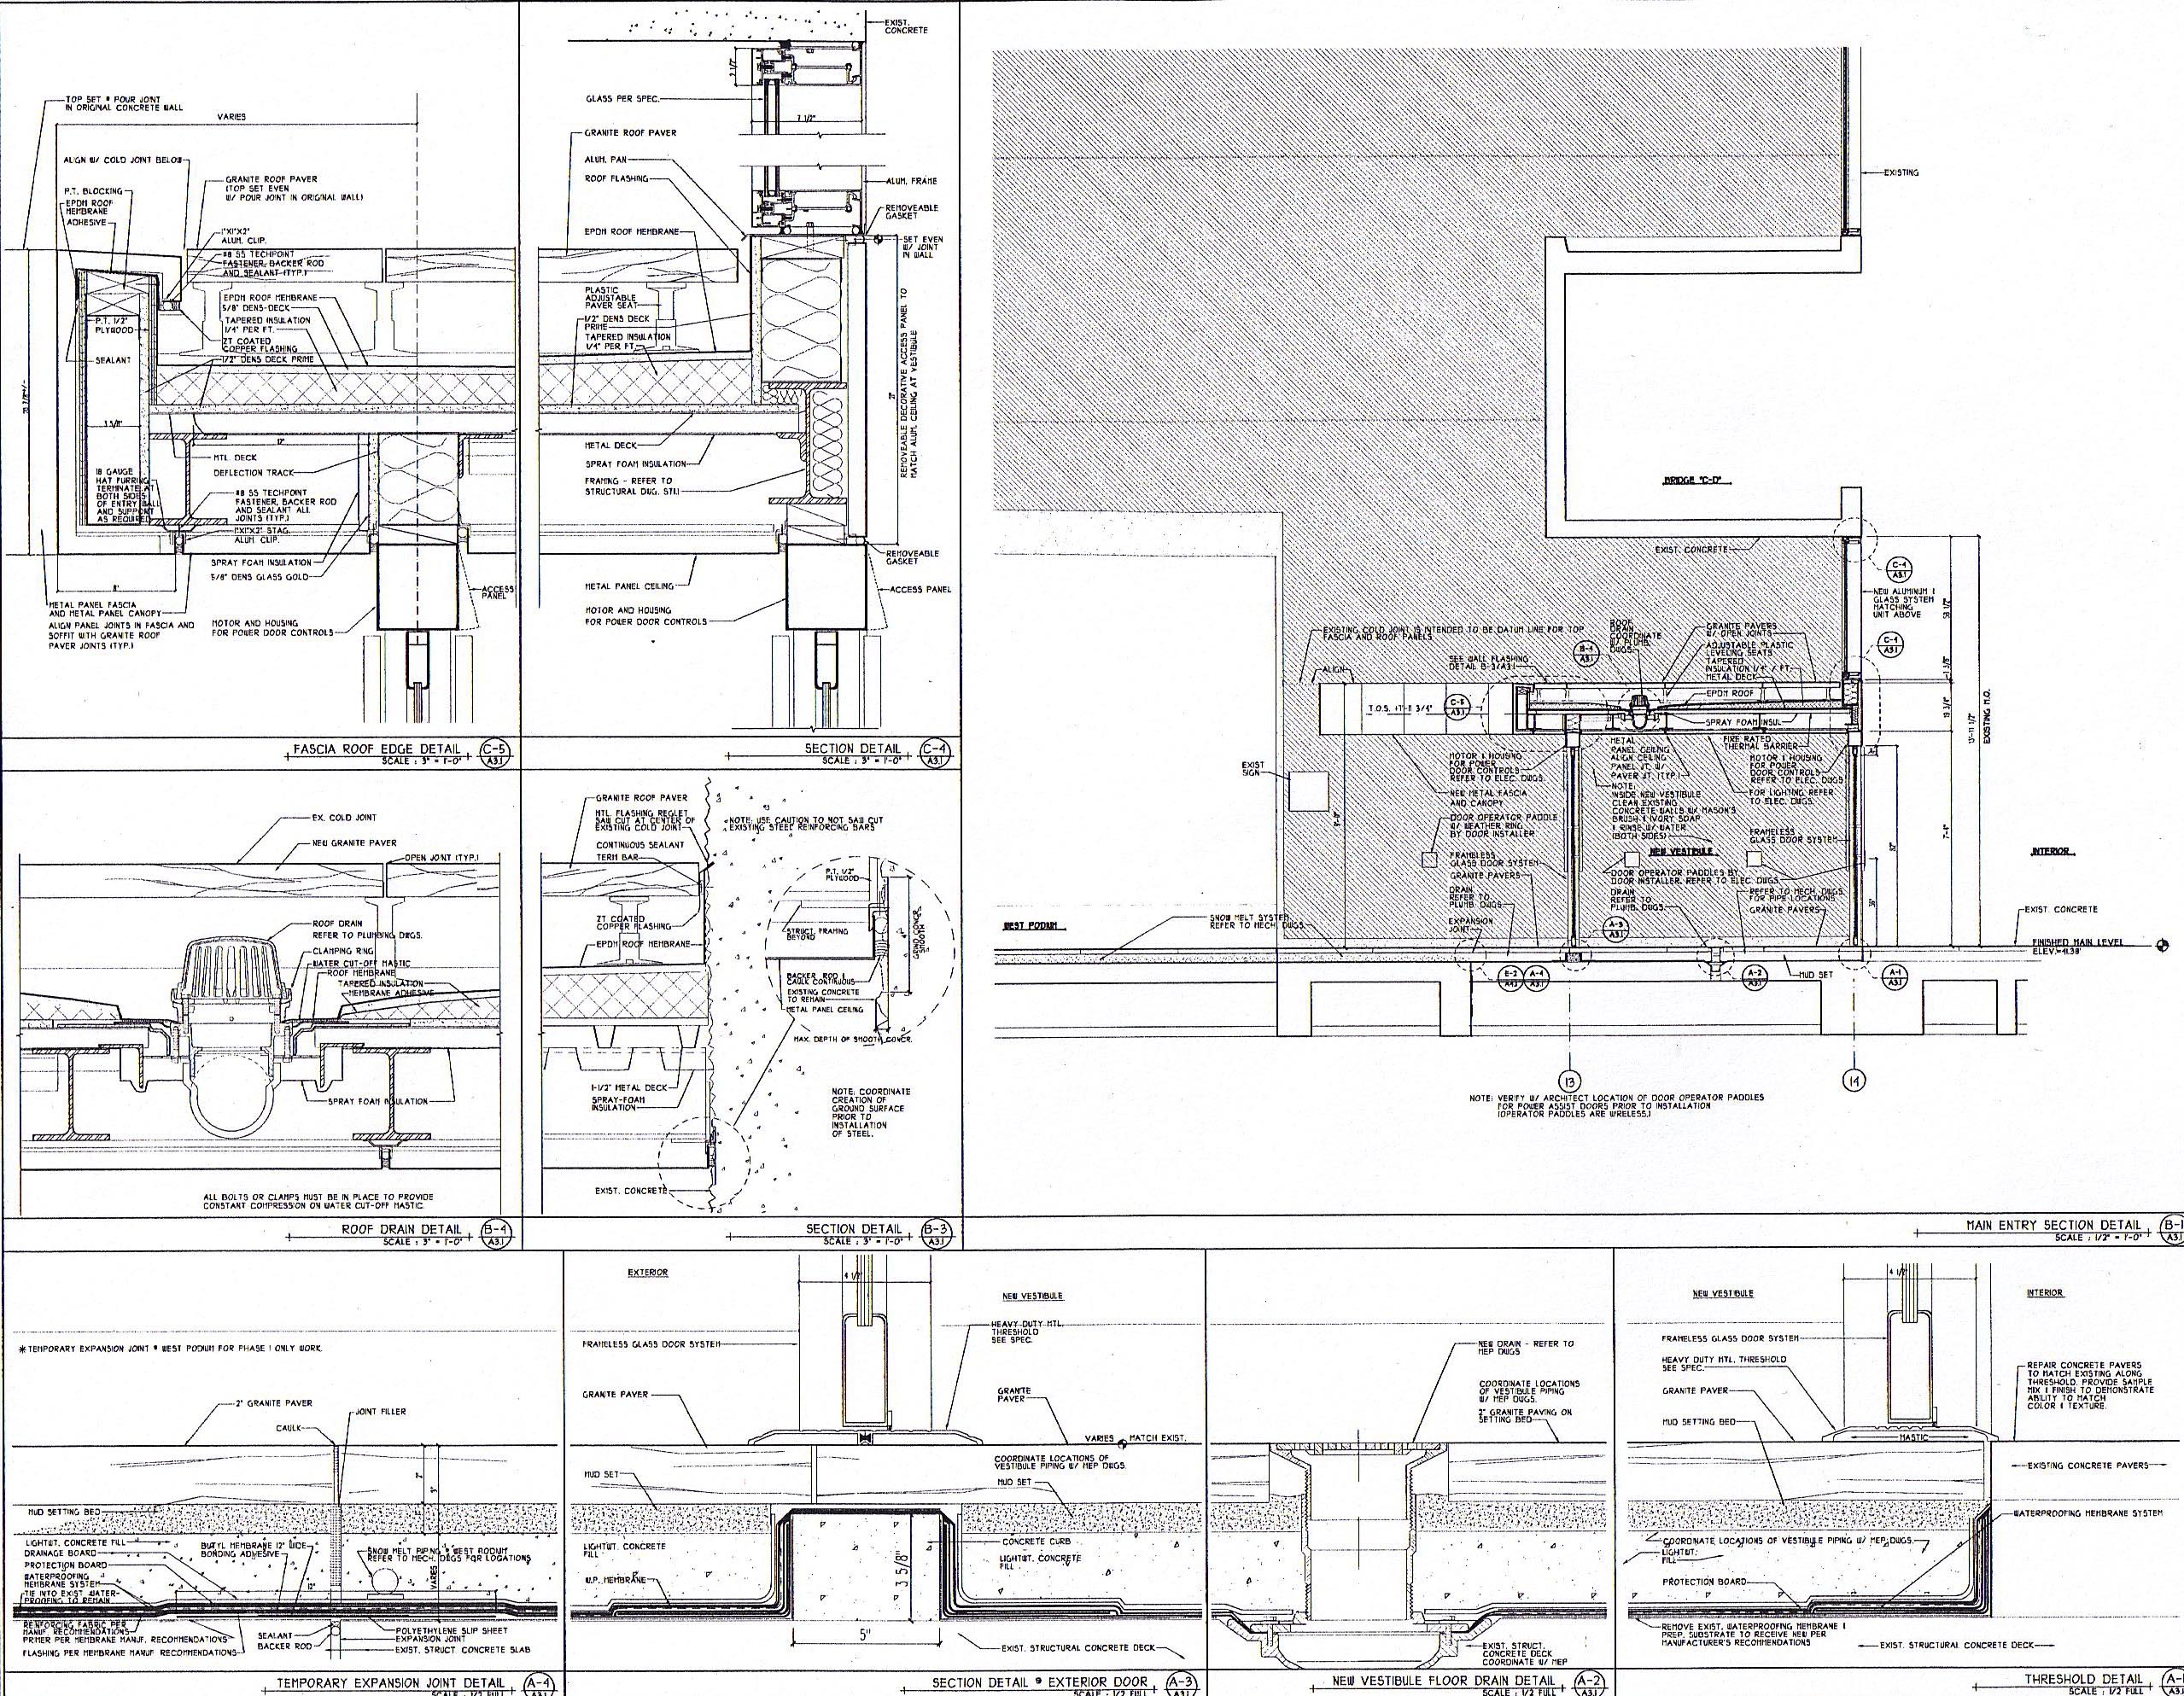 TOP SET @ POUR JOINT
IN ORIGINAL CONCRETE WALL
VARIES
ALIGN W/ COLD JOINT BELOW
P.T. BLOCKING
EPDM ROOF
MEMBRANE
ADHESIVE
GRANITE ROOF PAVER
(TOP SET EVEN
W/ POUR JOINT IN ORIGINAL WALL)
1"X1"X2"
ALUM. CLIP.
#8 SS TECHPOINT
FASTENER, BACKER ROD
AND SEALANT (TYP.)
EPDM ROOF MEMBRANE
5/8" DENS-DECK
TAPERED INSULATION
1/4" PER FT.
ZT COATED
COPPER FLASHING
1/2" DENS DECK PRIME
P.T. 1/2"
PLYWOOD
SEALANT
3 5/8"
12"
MTL. DECK
DEFLECTION TRACK
18 GAUGE
HAT FURRING
TERMINATE AT
BOTH SIDES
OF ENTRY WALL
AND SUPPORT
AS REQUIRED
#8 SS TECHPOINT
FASTENER, BACKER ROD
AND SEALANT ALL
JOINTS (TYP.)
1"X1"X2" STAG.
ALUM. CLIP.
SPRAY FOAM INSULATION
5/8" DENS GLASS GOLD
8"
ACCESS
PANEL
METAL PANEL FASCIA
AND METAL PANEL CANOPY
ALIGN PANEL JOINTS IN FASCIA AND
SOFFIT WITH GRANITE ROOF
PAVER JOINTS (TYP.)
MOTOR AND HOUSING
FOR POWER DOOR CONTROLS
FASCIA ROOF EDGE DETAIL
SCALE : 3" = 1'-0"
C-5
A3.1
EXIST.
CONCRETE
2 1/2"
GLASS PER SPEC.
7 1/2"
GRANITE ROOF PAVER
ALUM. PAN
ROOF FLASHING
ALUM. FRAME
REMOVEABLE
GASKET
EPDM ROOF MEMBRANE
SET EVEN
W/ JOINT
IN WALL
PLASTIC
ADJUSTABLE
PAVER SEAT
1/2" DENS DECK
PRIME
TAPERED INSULATION
1/4" PER FT.
REMOVEABLE DECORATIVE ACCESS PANEL TO
MATCH ALUM. CEILING AT VESTIBULE
METAL DECK
SPRAY FOAM INSULATION
FRAMING - REFER TO
STRUCTURAL DWG. ST1.1
REMOVEABLE
GASKET
METAL PANEL CEILING
ACCESS PANEL
MOTOR AND HOUSING
FOR POWER DOOR CONTROLS
SECTION DETAIL
SCALE : 3" = 1'-0"
C-4
A3.1
EXISTING
BRIDGE "C-D"
EXIST. CONCRETE
C-4
A3.1
NEW ALUMINUM &
GLASS SYSTEM
MATCHING
UNIT ABOVE
EXISTING COLD JOINT IS INTENDED TO BE DATUM LINE FOR TOP
FASCIA AND ROOF PANELS
ROOF
DRAIN
COORDINATE
W/ PLUMB.
DWGS.
GRANITE PAVERS
W/ OPEN JOINTS
ADJUSTABLE PLASTIC
LEVELING SEATS
TAPERED
INSULATION 1/4" / FT.
METAL DECK
B-4
A3.1
C-4
A3.1
SEE WALL FLASHING
DETAIL B-3/A3.1
ALIGN
EPDM ROOF
C-5
A3.1
SPRAY FOAM INSUL.
FIRE RATED
THERMAL BARRIER
13'-11 1/2"
EXISTING M.O.
EXIST
SIGN
MOTOR & HOUSING
FOR POWER
DOOR CONTROLS
REFER TO ELEC. DWGS.
METAL
PANEL CEILING
ALIGN CEILING
PANEL JT. W/
PAVER JT. (TYP.)
MOTOR & HOUSING
FOR POWER
DOOR CONTROLS
REFER TO ELEC. DWGS
NEW METAL FASCIA
AND CANOPY
NOTE:
INSIDE NEW VESTIBULE
CLEAN EXISTING
CONCRETE WALLS W/ MASON'S
BRUSH & IVORY SOAP
& RINSE W/ WATER
(BOTH SIDES)
FOR LIGHTING REFER
TO ELEC. DWGS.
DOOR OPERATOR PADDLE
W/ WEATHER RING
BY DOOR INSTALLER
FRAMELESS
GLASS DOOR SYSTEM
FRAMELESS
GLASS DOOR SYSTEM
NEW VESTIBULE
INTERIOR
GRANITE PAVERS
DOOR OPERATOR PADDLES BY
DOOR INSTALLER. REFER TO ELEC. DWGS.
DRAIN
REFER TO
PLUMB. DWGS
DRAIN
REFER TO
PLUMB. DWGS.
REFER TO MECH. DWGS.
FOR PIPE LOCATIONS
GRANITE PAVERS
EXPANSION
JOINT
SNOW MELT SYSTEM
REFER TO MECH. DWGS.
WEST PODIUM
EXIST. CONCRETE
A-3
A3.1
FINISHED MAIN LEVEL
E-2
A4.2
A-4
A3.1
A-2
A3.1
MUD SET
A-1
A3.1
13
14
NOTE: VERIFY W/ ARCHITECT LOCATION OF DOOR OPERATOR PADDLES
FOR POWER ASSIST DOORS PRIOR TO INSTALLATION
(OPERATOR PADDLES ARE WIRELESS.)
MAIN ENTRY SECTION DETAIL
SCALE : 1/2" = 1'-0"
B-1
A3.1
EX. COLD JOINT
NEW GRANITE PAVER
OPEN JOINT (TYP.)
ROOF DRAIN
REFER TO PLUMBING DWGS.
CLAMPING RING
WATER CUT-OFF MASTIC
ROOF MEMBRANE
TAPERED INSULATION
MEMBRANE ADHESIVE
SPRAY FOAM INSULATION
ALL BOLTS OR CLAMPS MUST BE IN PLACE TO PROVIDE
CONSTANT COMPRESSION ON WATER CUT-OFF MASTIC.
ROOF DRAIN DETAIL
SCALE : 3" = 1'-0"
B-4
A3.1
GRANITE ROOF PAVER
MTL. FLASHING REGLET
SAW CUT AT CENTER OF
EXISTING COLD JOINT
NOTE: USE CAUTION TO NOT SAW CUT
EXISTING STEEL REINFORCING BARS
CONTINUOUS SEALANT
TERM BAR
P.T. 1/2"
PLYWOOD
ZT COATED
COPPER FLASHING
EPDM ROOF MEMBRANE
STRUCT. FRAMING
BEYOND
GRIND CONCR.
SMOOTH
BACKER ROD &
CAULK CONTINUOUS
EXISTING CONCRETE
TO REMAIN
METAL PANEL CEILING
MAX. DEPTH OF SMOOTH CONCR.
1-1/2" METAL DECK
SPRAY-FOAM
INSULATION
NOTE: COORDINATE
CREATION OF
GROUND SURFACE
PRIOR TO
INSTALLATION
OF STEEL.
EXIST. CONCRETE
SECTION DETAIL
SCALE : 3" = 1'-0"
B-3
A3.1
* TEMPORARY EXPANSION JOINT @ WEST PODIUM FOR PHASE 1 ONLY WORK.
2" GRANITE PAVER
JOINT FILLER
CAULK
2"
5"
MUD SETTING BED
LIGHTWT. CONCRETE FILL
DRAINAGE BOARD
PROTECTION BOARD
WATERPROOFING
MEMBRANE SYSTEM
TIE INTO EXIST. WATER-
PROOFING TO REMAIN
BUTYL MEMBRANE 12" WIDE
BONDING ADHESIVE
SNOW MELT PIPING @ WEST PODIUM
REFER TO MECH. DWGS FOR LOCATIONS
VARIES
12"
REINFORCING FABRIC PER
MANUF. RECOMMENDATIONS
PRIMER PER MEMBRANE MANUF. RECOMMENDATIONS
FLASHING PER MEMBRANE MANUF RECOMMENDATIONS
SEALANT
BACKER ROD
POLYETHYLENE SLIP SHEET
EXPANSION JOINT
EXIST. STRUCT. CONCRETE SLAB
TEMPORARY EXPANSION JOINT DETAIL
SCALE : 1/2 FULL
A-4
A3.1
EXTERIOR
4 1/2"
NEW VESTIBULE
HEAVY DUTY MTL.
THRESHOLD
SEE SPEC.
FRAMELESS GLASS DOOR SYSTEM
GRANITE PAVER
GRANITE
PAVER
VARIES
MATCH EXIST.
COORDINATE LOCATIONS OF
VESTIBULE PIPING W/ MEP DWGS.
MUD SET
MUD SET
LIGHTWT. CONCRETE
FILL
CONCRETE CURB
LIGHTWT. CONCRETE
FILL
W.P. MEMBRANE
3 5/8"
5"
EXIST. STRUCTURAL CONCRETE DECK
SECTION DETAIL @ EXTERIOR DOOR
SCALE : 1/2 FULL
A-3
A3.1
NEW DRAIN - REFER TO
MEP DWGS
COORDINATE LOCATIONS
OF VESTIBULE PIPING
W/ MEP DWGS.
2" GRANITE PAVING ON
SETTING BED
EXIST. STRUCT.
CONCRETE DECK
COORDINATE W/ MEP
NEW VESTIBULE FLOOR DRAIN DETAIL
SCALE : 1/2 FULL
A-2
A3.1
NEW VESTIBULE
4 1/2"
INTERIOR
FRAMELESS GLASS DOOR SYSTEM
HEAVY DUTY MTL. THRESHOLD
SEE SPEC.
GRANITE PAVER
MUD SETTING BED
REPAIR CONCRETE PAVERS
TO MATCH EXISTING ALONG
THRESHOLD. PROVIDE SAMPLE
MIX & FINISH TO DEMONSTRATE
ABILITY TO MATCH
COLOR & TEXTURE.
MASTIC
EXISTING CONCRETE PAVERS
WATERPROOFING MEMBRANE SYSTEM
COORDINATE LOCATIONS OF VESTIBULE PIPING W/ MEP DWGS.
LIGHTWT.
FILL
PROTECTION BOARD
REMOVE EXIST. WATERPROOFING MEMBRANE &
PREP. SUBSTRATE TO RECEIVE NEW PER
MANUFACTURER'S RECOMMENDATIONS
EXIST. STRUCTURAL CONCRETE DECK
THRESHOLD DETAIL
SCALE : 1/2 FULL